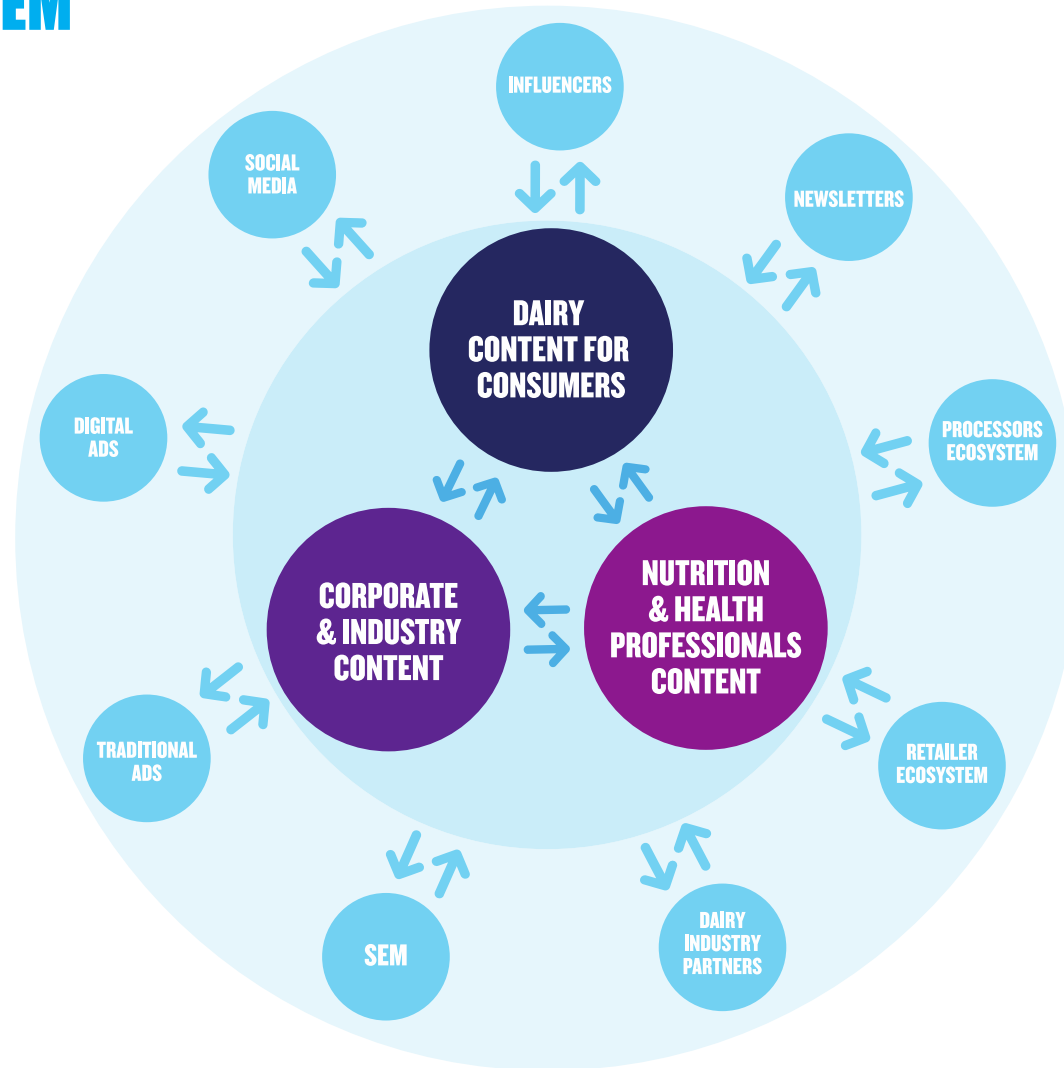 EM
INFLUENCERS
SOCIAL
MEDIA
NEWSLETTERS
DAIRY
CONTENT FOR
CONSUMERS
DIGITAL
ADS
PROCESSORS
ECOSYSTEM
CORPORATE
& INDUSTRY
CONTENT
NUTRITION
& HEALTH
PROFESSIONALS
CONTENT
TRADITIONAL
ADS
RETAILER
ECOSYSTEM
SEM
DAIRY
INDUSTRY
PARTNERS